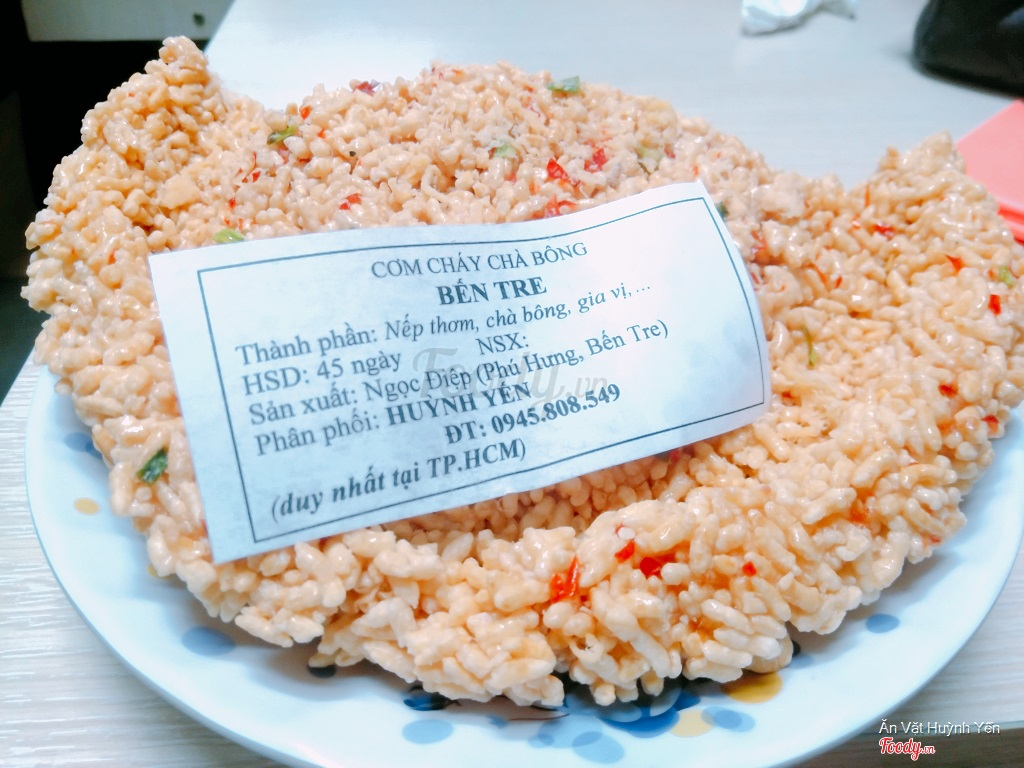 CƠM CHÁY CHÀ BÔNG
BẾN TRE
Thành phần: Nếp thơm, chà bông, gia vị, ...
HSD: 45 ngày NSX:
Sản xuất: Ngọc Điệp (Phú Hưng, Bến Tre)
Phân phối: HUỲNH YẾN
ĐT: 0945.808.549
(duy nhất tại TP.HCM)
Foody.vn
Ăn Vặt Huỳnh Yến
Foody.vn